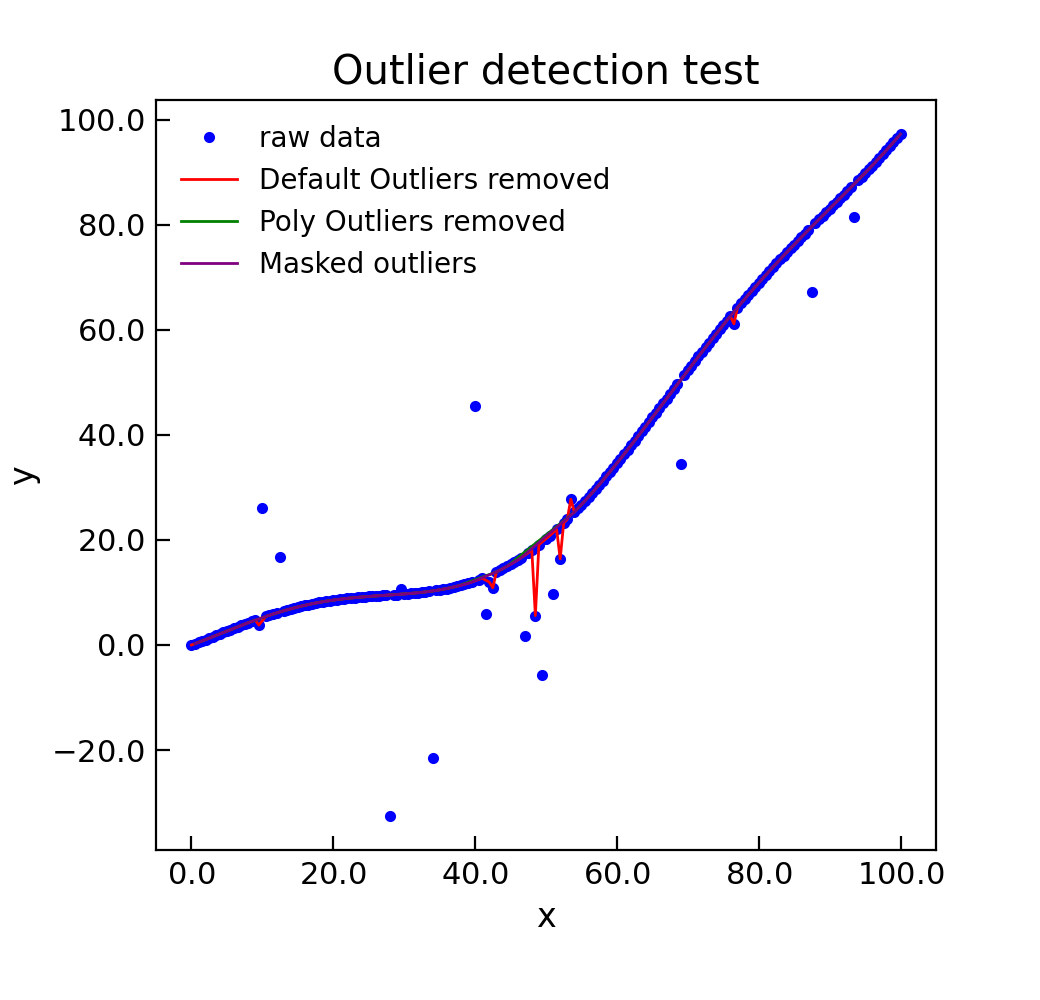 Outlier detection test
100.0
80.0
60.0
40.0
20.0
0.0
−20.0
raw data
Default Outliers removed
Poly Outliers removed
Masked outliers
y
0.0 20.0 40.0 60.0 80.0 100.0
x